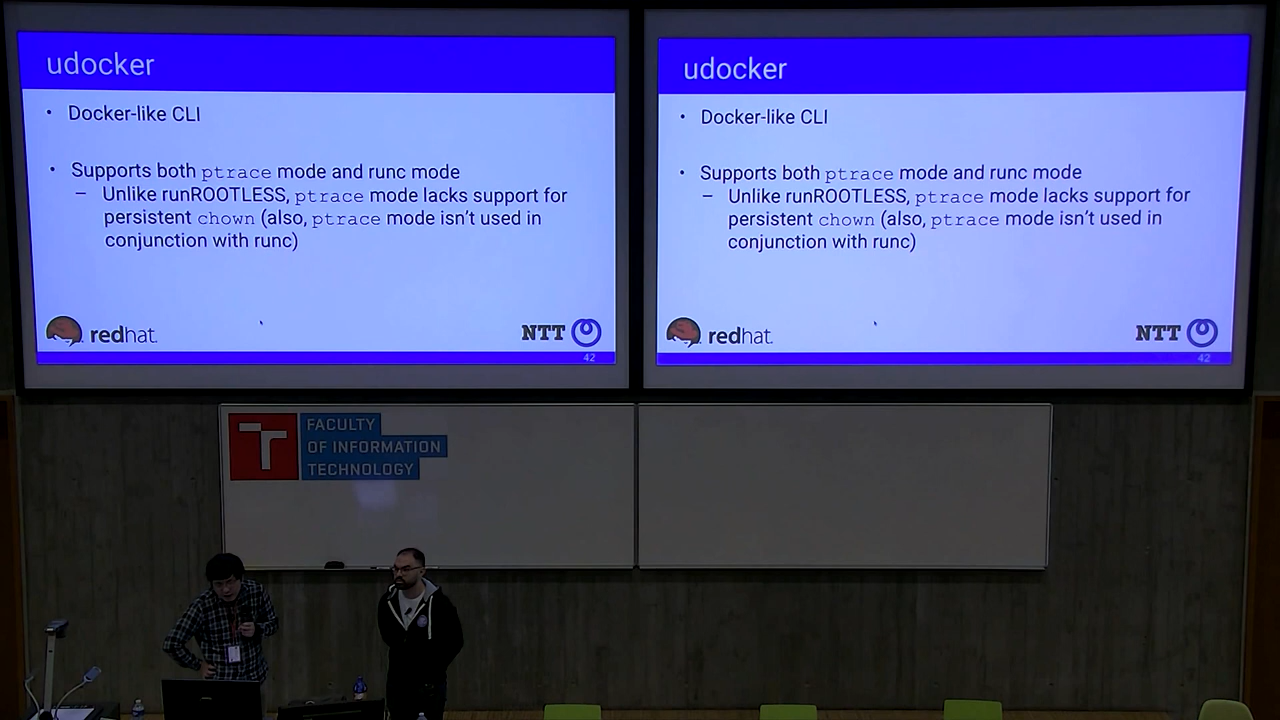 udocker
• Docker-like CLI
• Supports both ptrace mode and runc mode
– Unlike runROOTLESS, ptrace mode lacks support for
persistent chown (also, ptrace mode isn't used in
conjunction with runc)
redhat.
NTT
42
udocker
• Docker-like CLI
• Supports both ptrace mode and runc mode
– Unlike runROOTLESS, ptrace mode lacks support for
persistent chown (also, ptrace mode isn't used in
conjunction with runc)
redhat.
NTT
42
T
FACULTY
OF INFORMATION
TECHNOLOGY